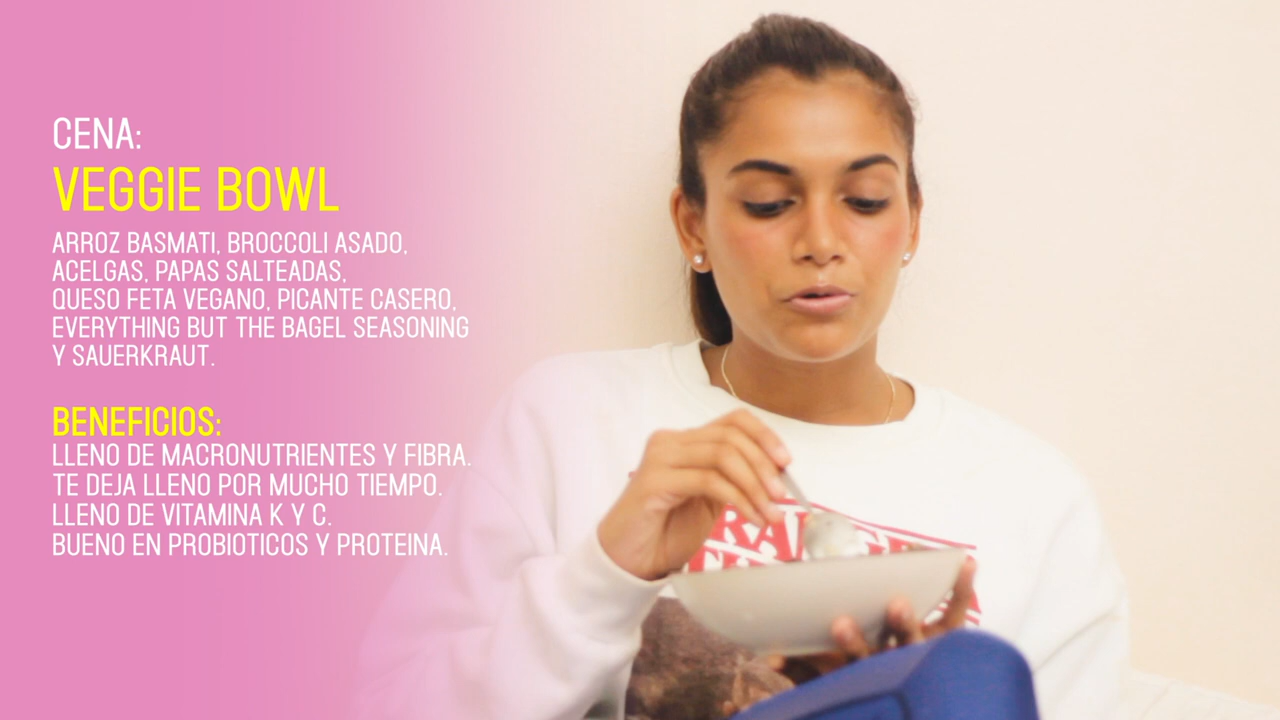 CENA:
VEGGIE BOWL
ARROZ BASMATI, BROCCOLI ASADO,
ACELGAS, PAPAS SALTEADAS,
QUESO FETA VEGANO, PICANTE CASERO,
EVERYTHING BUT THE BAGEL SEASONING
Y SAUERKRAUT.
BENEFICIOS:
LLENO DE MACRONUTRIENTES Y FIBRA.
TE DEJA LLENO POR MUCHO TIEMPO.
LLENO DE VITAMINA K Y C.
BUENO EN PROBIOTICOS Y PROTEINA.